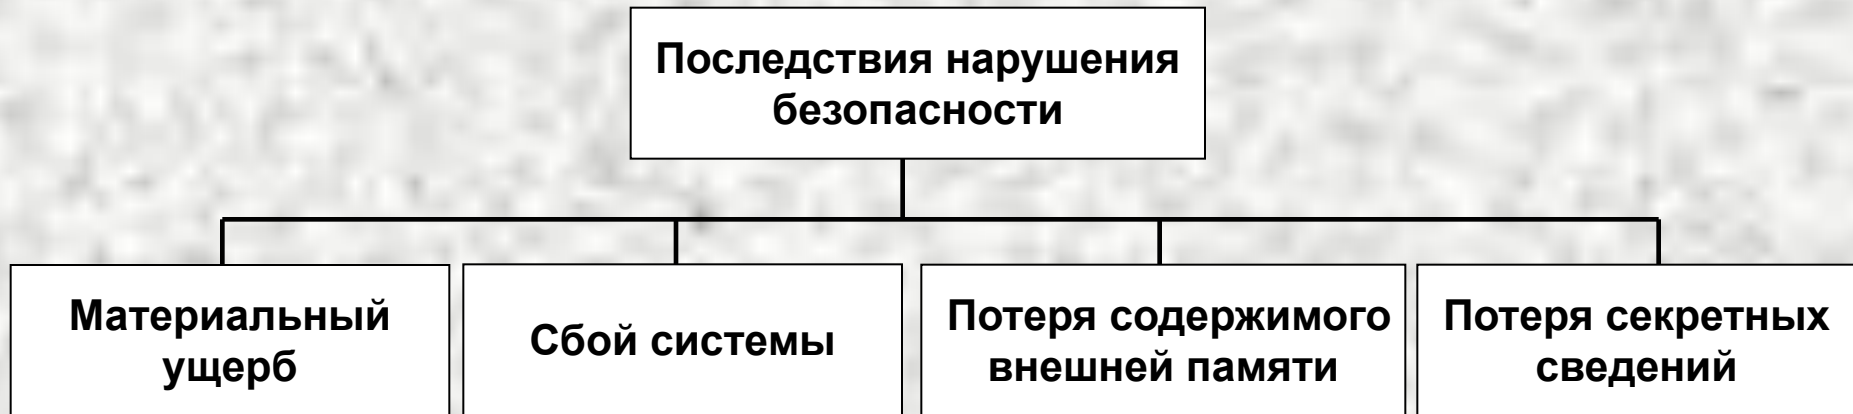 Последствия нарушения
безопасности
Материальный
ущерб
Сбой системы
Потеря содержимого
внешней памяти
Потеря секретных
сведений